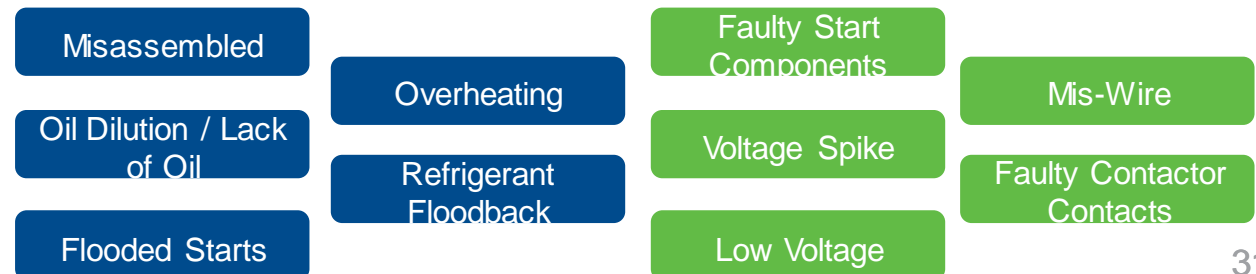 Misassembled
Oil Dilution / Lack
of Oil
Flooded Starts
Overheating
Refrigerant
Floodback
Faulty Start
Components
Voltage Spike
Low Voltage
Mis-Wire
Faulty Contactor
Contacts